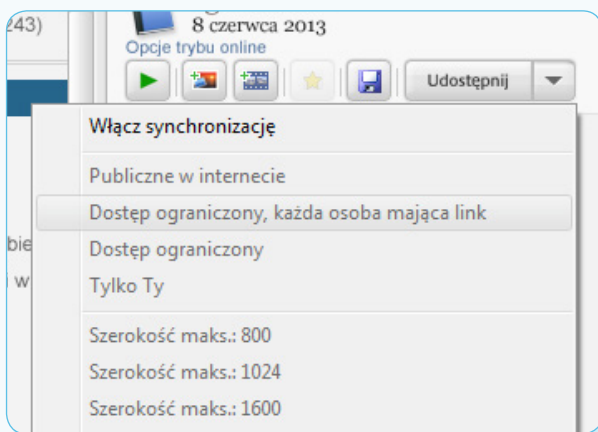 243)
8 czerwca 2013
Opcje trybu online
Udostępnij
Włącz synchronizację
Publiczne w internecie
Dostęp ograniczony, każda osoba mająca link
bie
Dostęp ograniczony
i w
Tylko Ty
Szerokość maks.: 800
Szerokość maks.: 1024
Szerokość maks.: 1600